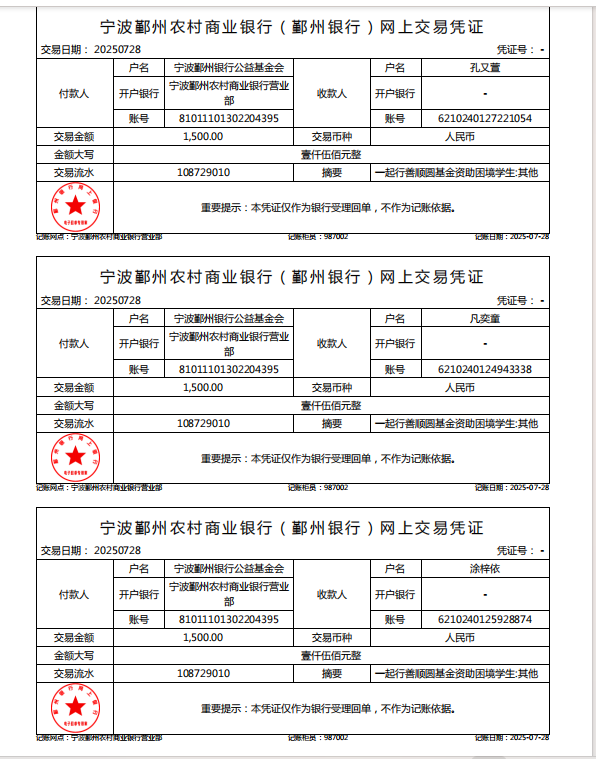 宁波鄞州农村商业银行（鄞州银行）网上交易凭证
交易日期： 20250728 凭证号： -
付款人 户名 宁波鄞州银行公益基金会 收款人 户名 孔又萱
开户银行 宁波鄞州农村商业银行营业部 开户银行 -
账号 81011101302204395 账号 6210240127221054
交易金额 1,500.00 交易币种 人民币
金额大写 壹仟伍佰元整
交易流水 108729010 摘要 一起行善顺圆基金资助困境学生:其他
重要提示：本凭证仅作为银行受理回单，不作为记账依据。
记账网点：宁波鄞州农村商业银行营业部 记账柜员：987002 记账日期：2025-07-28
宁波鄞州农村商业银行（鄞州银行）网上交易凭证
交易日期： 20250728 凭证号： -
付款人 户名 宁波鄞州银行公益基金会 收款人 户名 凡奕童
开户银行 宁波鄞州农村商业银行营业部 开户银行 -
账号 81011101302204395 账号 6210240124943338
交易金额 1,500.00 交易币种 人民币
金额大写 壹仟伍佰元整
交易流水 108729010 摘要 一起行善顺圆基金资助困境学生:其他
重要提示：本凭证仅作为银行受理回单，不作为记账依据。
记账网点：宁波鄞州农村商业银行营业部 记账柜员：987002 记账日期：2025-07-28
宁波鄞州农村商业银行（鄞州银行）网上交易凭证
交易日期： 20250728 凭证号： -
付款人 户名 宁波鄞州银行公益基金会 收款人 户名 涂梓依
开户银行 宁波鄞州农村商业银行营业部 开户银行 -
账号 81011101302204395 账号 6210240125928874
交易金额 1,500.00 交易币种 人民币
金额大写 壹仟伍佰元整
交易流水 108729010 摘要 一起行善顺圆基金资助困境学生:其他
重要提示：本凭证仅作为银行受理回单，不作为记账依据。
记账网点：宁波鄞州农村商业银行营业部 记账柜员：987002 记账日期：2025-07-28